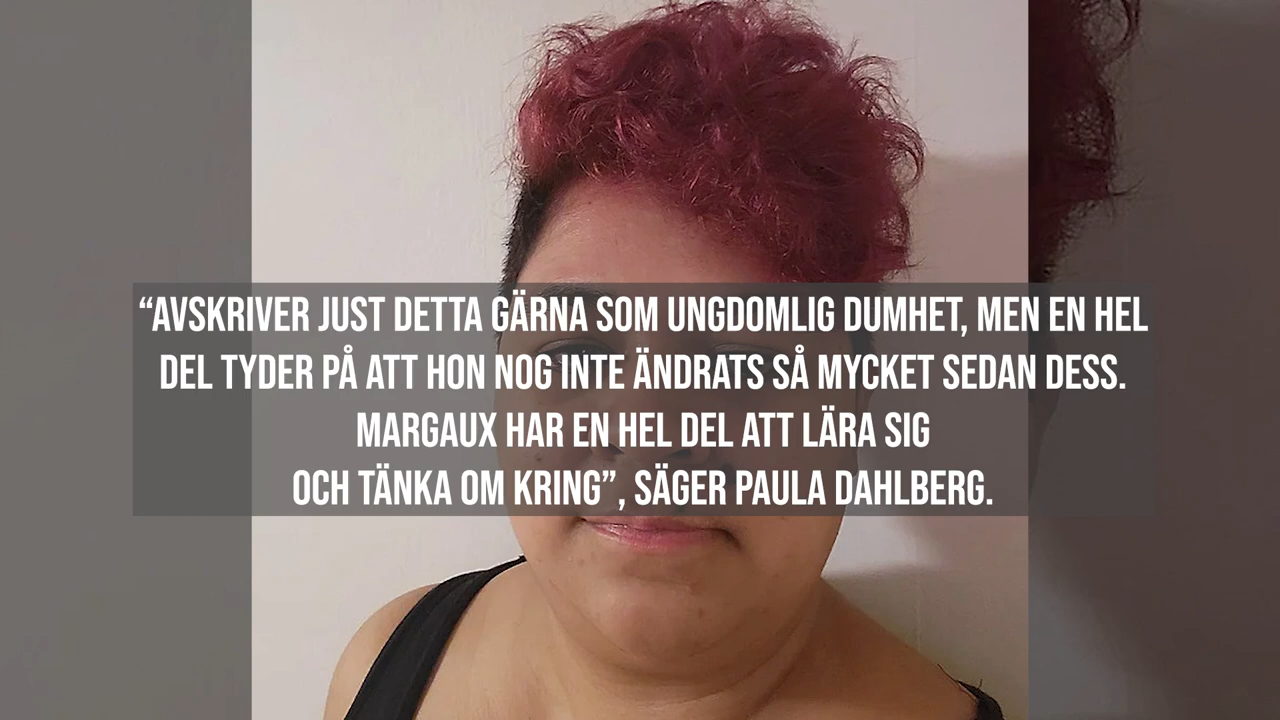 “AVSKRIVER JUST DETTA GÄRNA SOM UNGDOMLIG DUMHET, MEN EN HEL
DEL TYDER PÅ ATT HON NOG INTE ÄNDRATS SÅ MYCKET SEDAN DESS.
MARGAUX HAR EN HEL DEL ATT LÄRA SIG
OCH TÄNKA OM KRING”, SÄGER PAULA DAHLBERG.